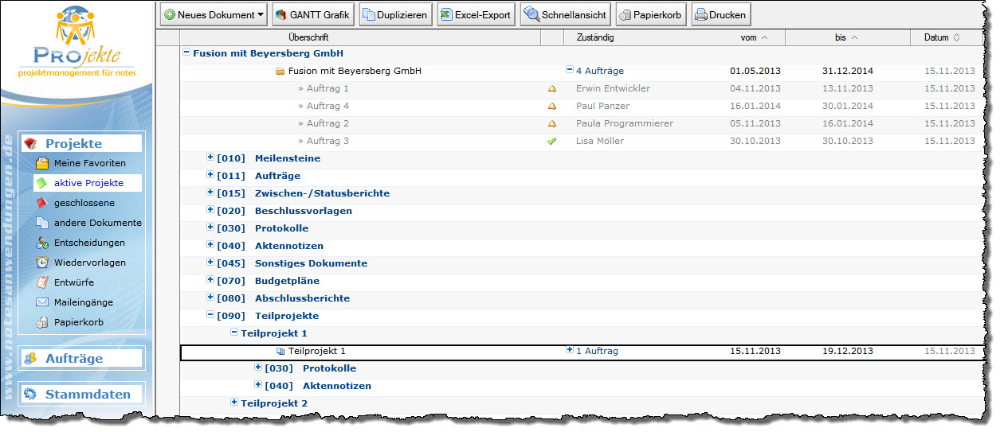 Neues Dokument GANTT Grafik Duplizieren Excel-Export Schnellansicht Papierkorb Drucken
PROjekte
projektmanagement für notes
www.notesanwendungen.de
Projekte
Meine Favoriten
aktive Projekte
geschlossene
andere Dokumente
Entscheidungen
Wiedervorlagen
Entwürfe
Maileingänge
Papierkorb
Aufträge
Stammdaten
Überschrift Zuständig vom bis Datum
Fusion mit Beyersberg GmbH
Fusion mit Beyersberg GmbH 4 Aufträge 01.05.2013 31.12.2014 15.11.2013
» Auftrag 1 Erwin Entwickler 04.11.2013 13.11.2013 15.11.2013
» Auftrag 4 Paul Panzer 16.01.2014 30.01.2014 15.11.2013
» Auftrag 2 Paula Programmierer 05.11.2013 16.01.2014 15.11.2013
» Auftrag 3 Lisa Möller 30.10.2013 30.10.2013 15.11.2013
[010] Meilensteine
[011] Aufträge
[015] Zwischen-/Statusberichte
[020] Beschlussvorlagen
[030] Protokolle
[040] Aktennotizen
[045] Sonstiges Dokumente
[070] Budgetpläne
[080] Abschlussberichte
[090] Teilprojekte
Teilprojekt 1
Teilprojekt 1 1 Auftrag 15.11.2013 19.12.2013 15.11.2013
[030] Protokolle
[040] Aktennotizen
Teilprojekt 2